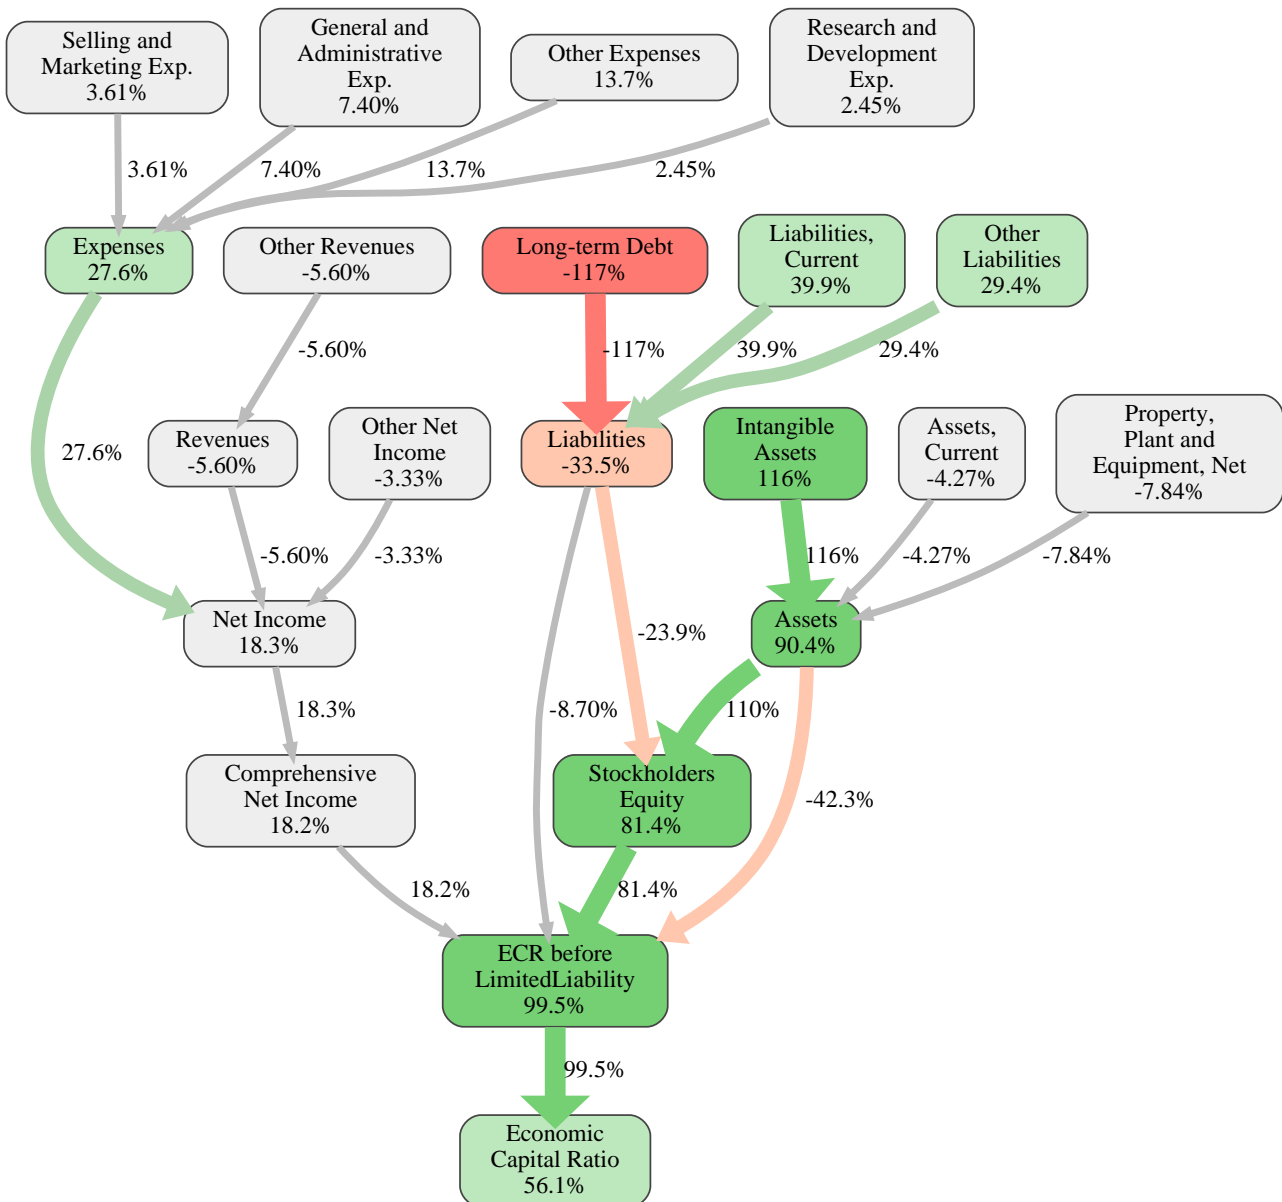 Selling and
Marketing Exp.
3.61%
General and
Administrative
Exp.
7.40%
Other Expenses
13.7%
Research and
Development
Exp.
2.45%
3.61%
7.40%
13.7%
2.45%
Expenses
27.6%
Other Revenues
-5.60%
Long-term Debt
-117%
Liabilities,
Current
39.9%
Other
Liabilities
29.4%
-5.60%
-117%
39.9%
29.4%
27.6%
Revenues
-5.60%
Other Net
Income
-3.33%
Liabilities
-33.5%
Intangible
Assets
116%
Assets,
Current
-4.27%
Property,
Plant and
Equipment, Net
-7.84%
-5.60%
-3.33%
116%
-4.27%
-7.84%
Net Income
18.3%
-23.9%
Assets
90.4%
18.3%
-8.70%
110%
Comprehensive
Net Income
18.2%
Stockholders
Equity
81.4%
-42.3%
18.2%
81.4%
ECR before
LimitedLiability
99.5%
99.5%
Economic
Capital Ratio
56.1%